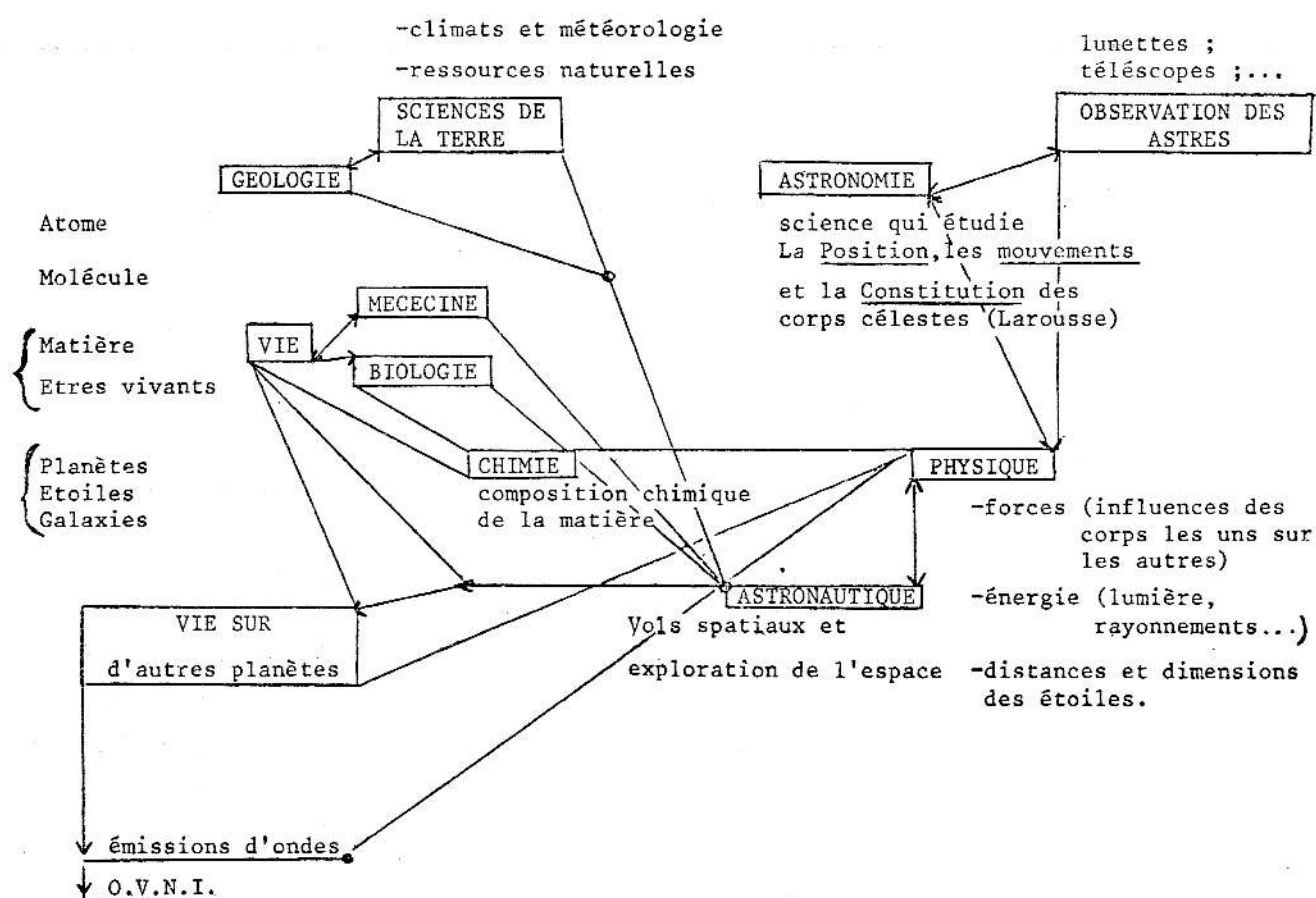 -climats et météorologie
-ressources naturelles
lunettes ;
téléscopes ;...
SCIENCES DE
LA TERRE
OBSERVATION DES
ASTRES
GEOLOGIE
ASTRONOMIE
Atome
Molécule
{ Matière
Etres vivants
{ Planètes
Etoiles
Galaxies
science qui étudie
La Position, les mouvements
et la Constitution des
corps célestes (Larousse)
MECECINE
VIE
BIOLOGIE
CHIMIE
composition chimique
de la matière
PHYSIQUE
-forces (influences des
corps les uns sur
les autres)
-énergie (lumière,
rayonnements...)
-distances et dimensions
des étoiles.
ASTRONAUTIQUE
Vols spatiaux et
exploration de l'espace
VIE SUR
d'autres planètes
émissions d'ondes
O.V.N.I.